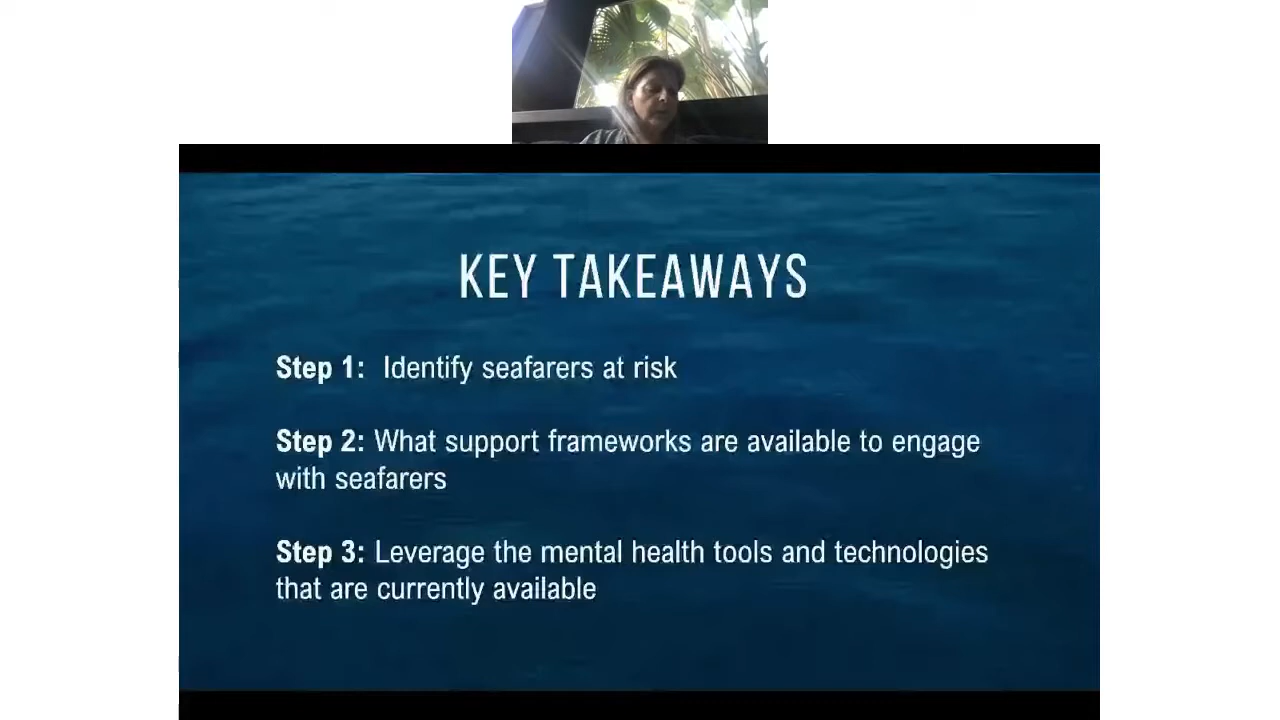 KEY TAKEAWAYS
Step 1: Identify seafarers at risk
Step 2: What support frameworks are available to engage
with seafarers
Step 3: Leverage the mental health tools and technologies
that are currently available